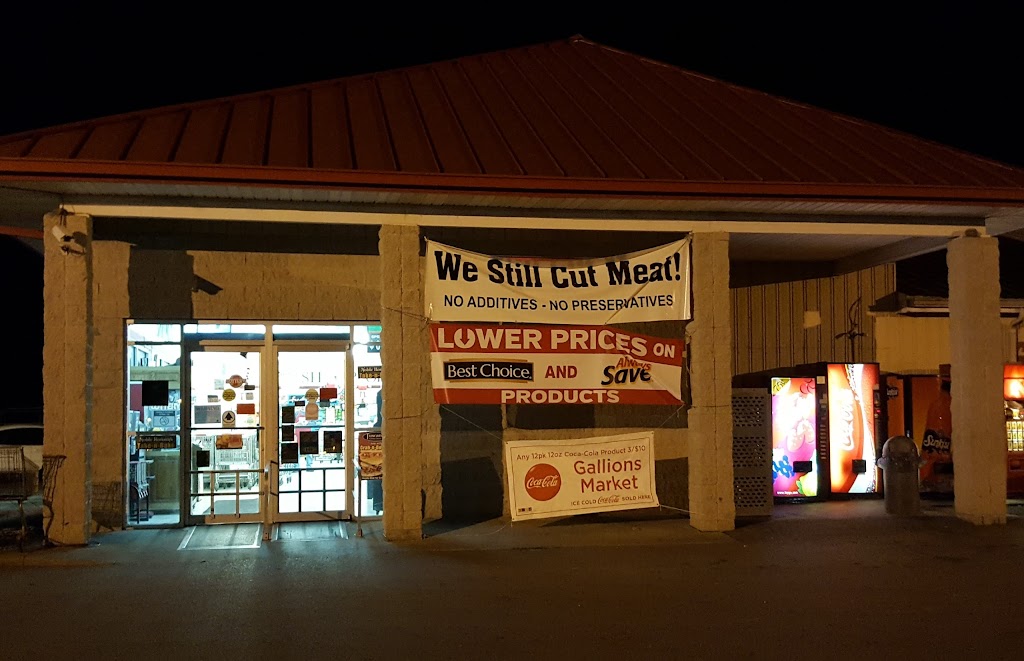 We Still Cut Meat!
NO ADDITIVES - NO PRESERVATIVES
LOWER PRICES ON
BEST CHOICE AND ALWAYS SAVE
PRODUCTS
Any 12pk 12oz Coca-Cola Product 3/$10
Coca-Cola
Gallions
Market
ICE COLD Coca-Cola SOLD HERE